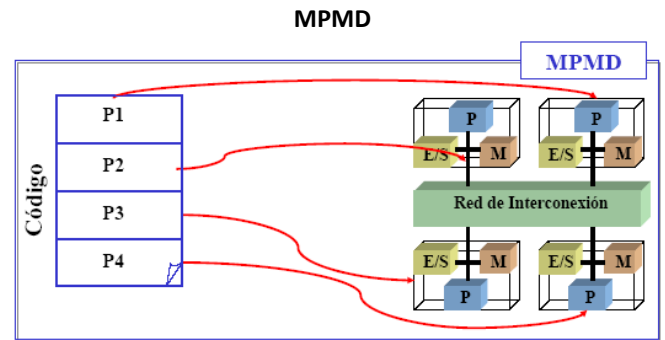 MPMD
MPMD
Código
P1
P2
P3
P4
P
E/S
M
P
E/S
M
Red de Interconexión
E/S
M
P
E/S
M
P